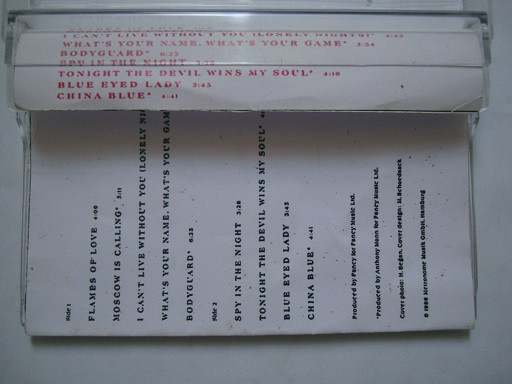 I CAN'T LIVE WITHOUT YOU (LONELY NIGHTS)*
WHAT'S YOUR NAME, WHAT'S YOUR GAME* 3:54
BODYGUARD* 6:23
SPY IN THE NIGHT
TONIGHT THE DEVIL WINS MY SOUL* 4:10
BLUE EYED LADY 3:45
CHINA BLUE* 4:41
Side 1
FLAMES OF LOVE 4:00
MOSCOW IS CALLING* 5:11
I CAN'T LIVE WITHOUT YOU (LONELY NI
WHAT'S YOUR NAME, WHAT'S YOUR GAM
BODYGUARD* 6:23
Side 2
SPY IN THE NIGHT 3:28
TONIGHT THE DEVIL WINS MY SOUL*
BLUE EYED LADY 3:45
CHINA BLUE* 4:41
Produced by Fancy for Fancy Music Ltd.
*Produced by Anthony Monn for Fancy Music Ltd.
Cover photo: H. Began, Cover design: M. Schordnack
© 1988 Metronome Musik GmbH, Hamburg